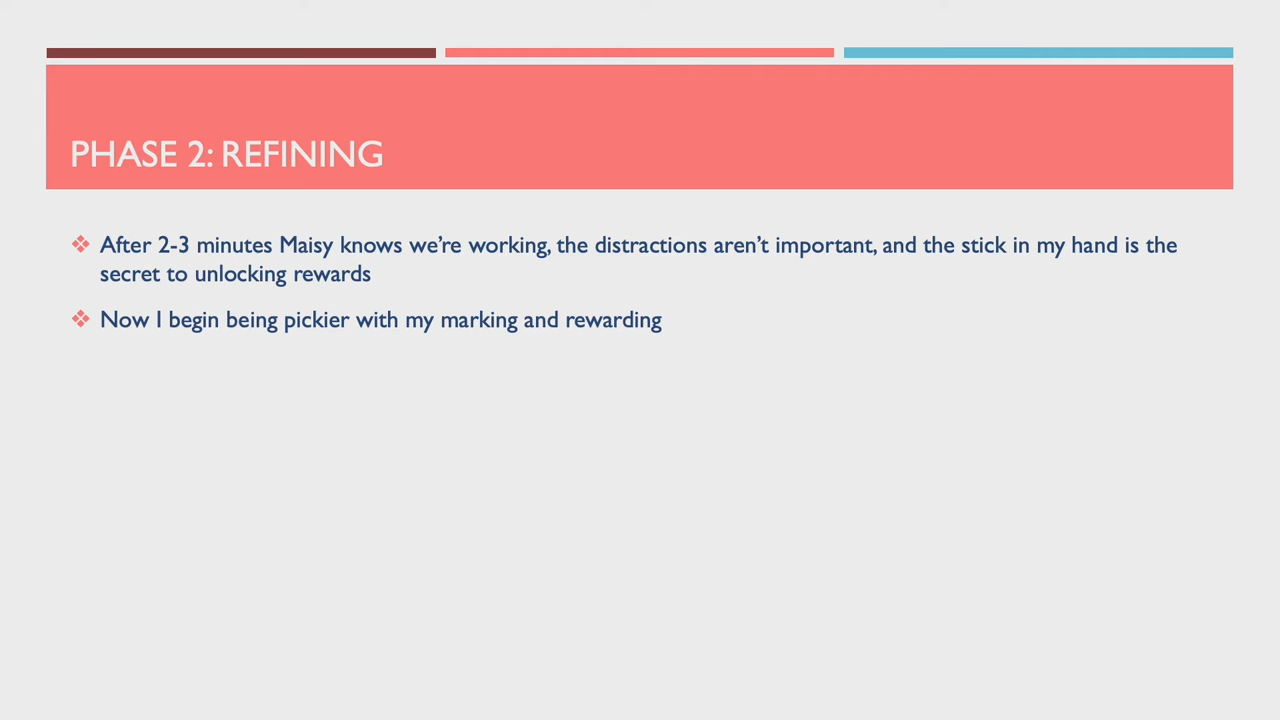 PHASE 2: REFINING
❖ After 2-3 minutes Maisy knows we’re working, the distractions aren’t important, and the stick in my hand is the
secret to unlocking rewards
❖ Now I begin being pickier with my marking and rewarding